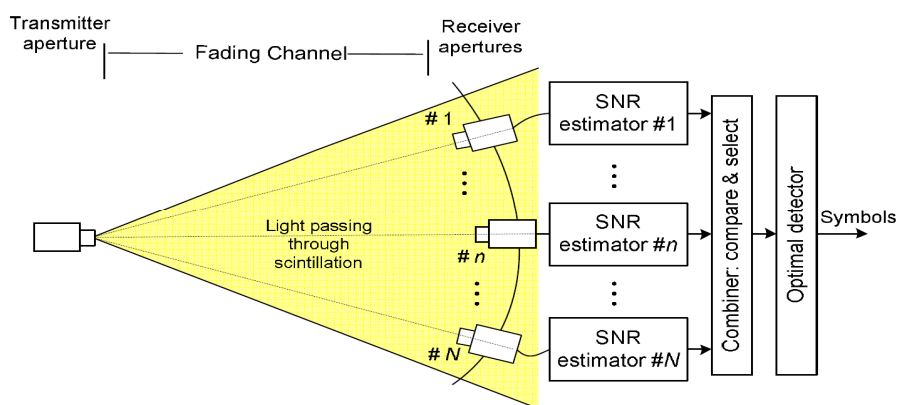 Transmitter
aperture
Fading Channel
Receiver
apertures
# 1
# n
# N
Light passing
through
scintillation
SNR
estimator #1
SNR
estimator #n
SNR
estimator #N
Combiner: compare & select
Optimal detector
Symbols